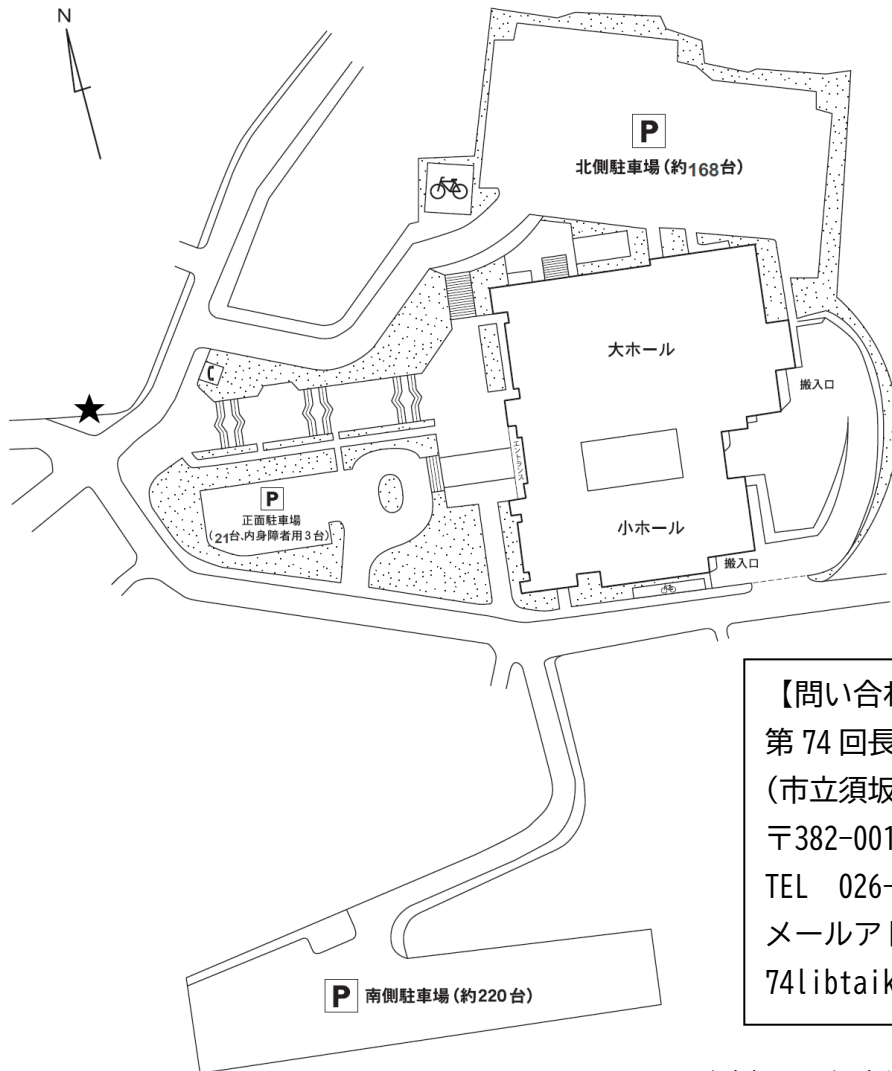 N
P
北側駐車場(約168台)
大ホール
搬入口
エントランス
P
正面駐車場
(21台、内身障者用3台)
小ホール
搬入口
【問い合
第 74 回長
(市立須坂
〒382-001
TEL 026-
メールア
74libtaik
P 南側駐車場(約220台)